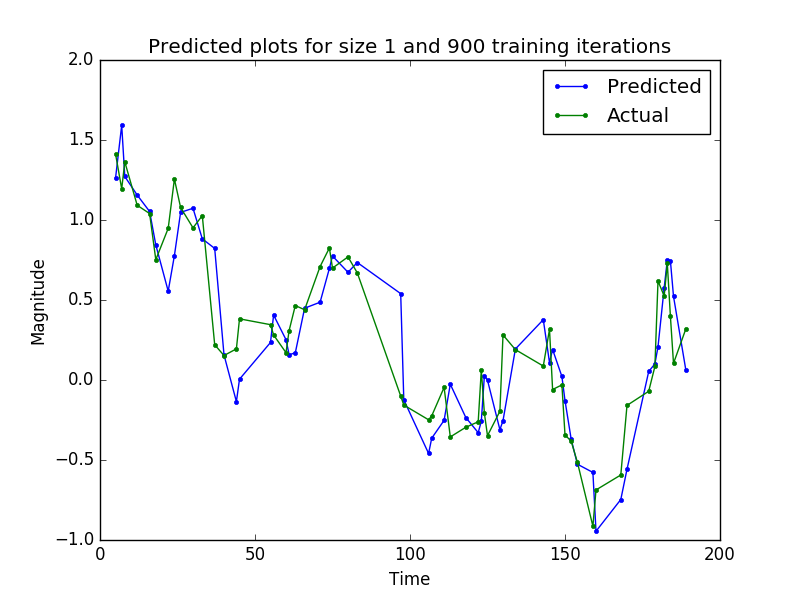 Predicted plots for size 1 and 900 training iterations
2.0
1.5
1.0
0.5
0.0
−0.5
−1.0
Magnitude
Predicted
Actual
0 50 100 150 200
Time